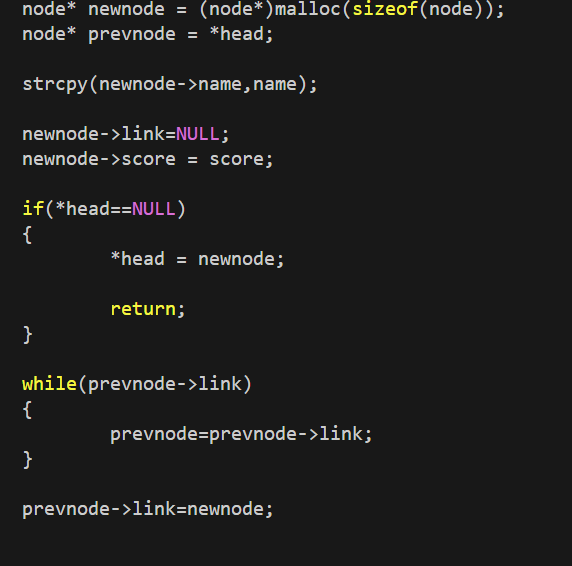 node* newnode = (node*)malloc(sizeof(node));
node* prevnode = *head;
strcpy(newnode->name,name);
newnode->link=NULL;
newnode->score = score;
if(*head==NULL)
{
*head = newnode;
return;
}
while(prevnode->link)
{
prevnode=prevnode->link;
}
prevnode->link=newnode;